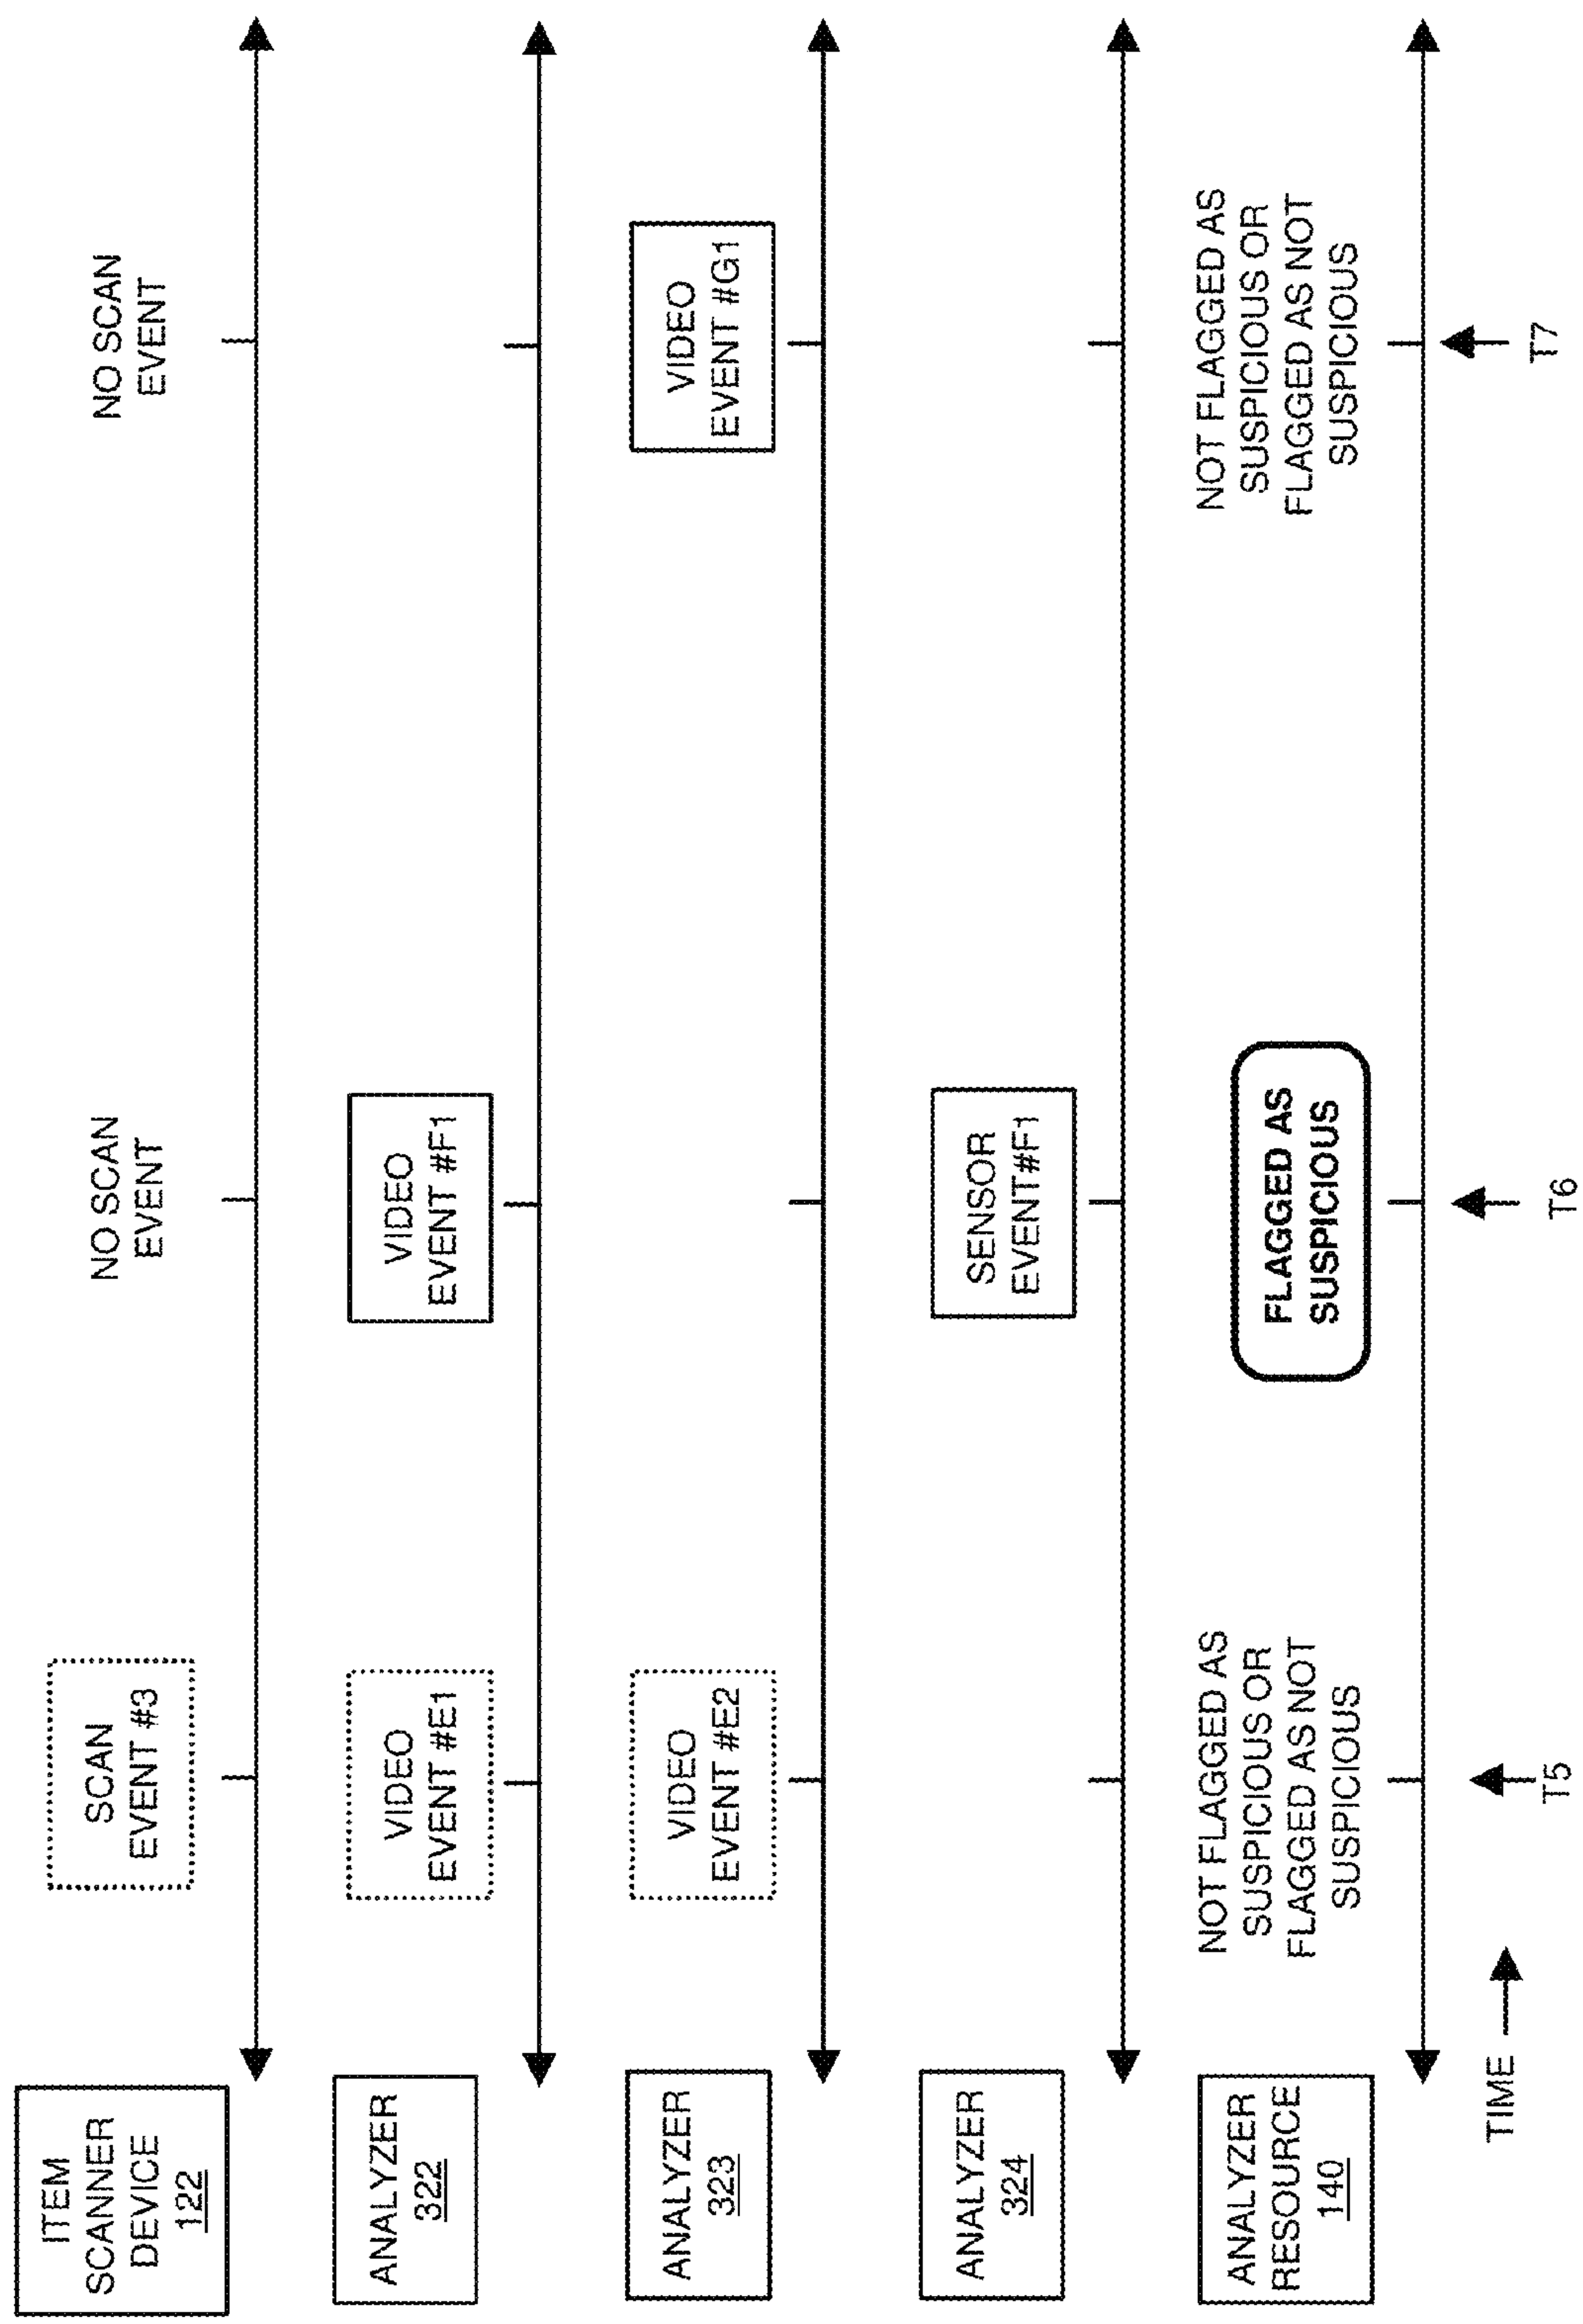 ITEM
SCANNER
DEVICE
122
SCAN
EVENT #3
NO SCAN
EVENT
NO SCAN
EVENT
ANALYZER
322
VIDEO
EVENT #E1
VIDEO
EVENT #F1
ANALYZER
323
VIDEO
EVENT #E2
VIDEO
EVENT #G1
ANALYZER
324
SENSOR
EVENT#F1
ANALYZER
RESOURCE
140
NOT FLAGGED AS
SUSPICIOUS OR
FLAGGED AS NOT
SUSPICIOUS
FLAGGED AS
SUSPICIOUS
NOT FLAGGED AS
SUSPICIOUS OR
FLAGGED AS NOT
SUSPICIOUS
TIME
T5
T6
T7